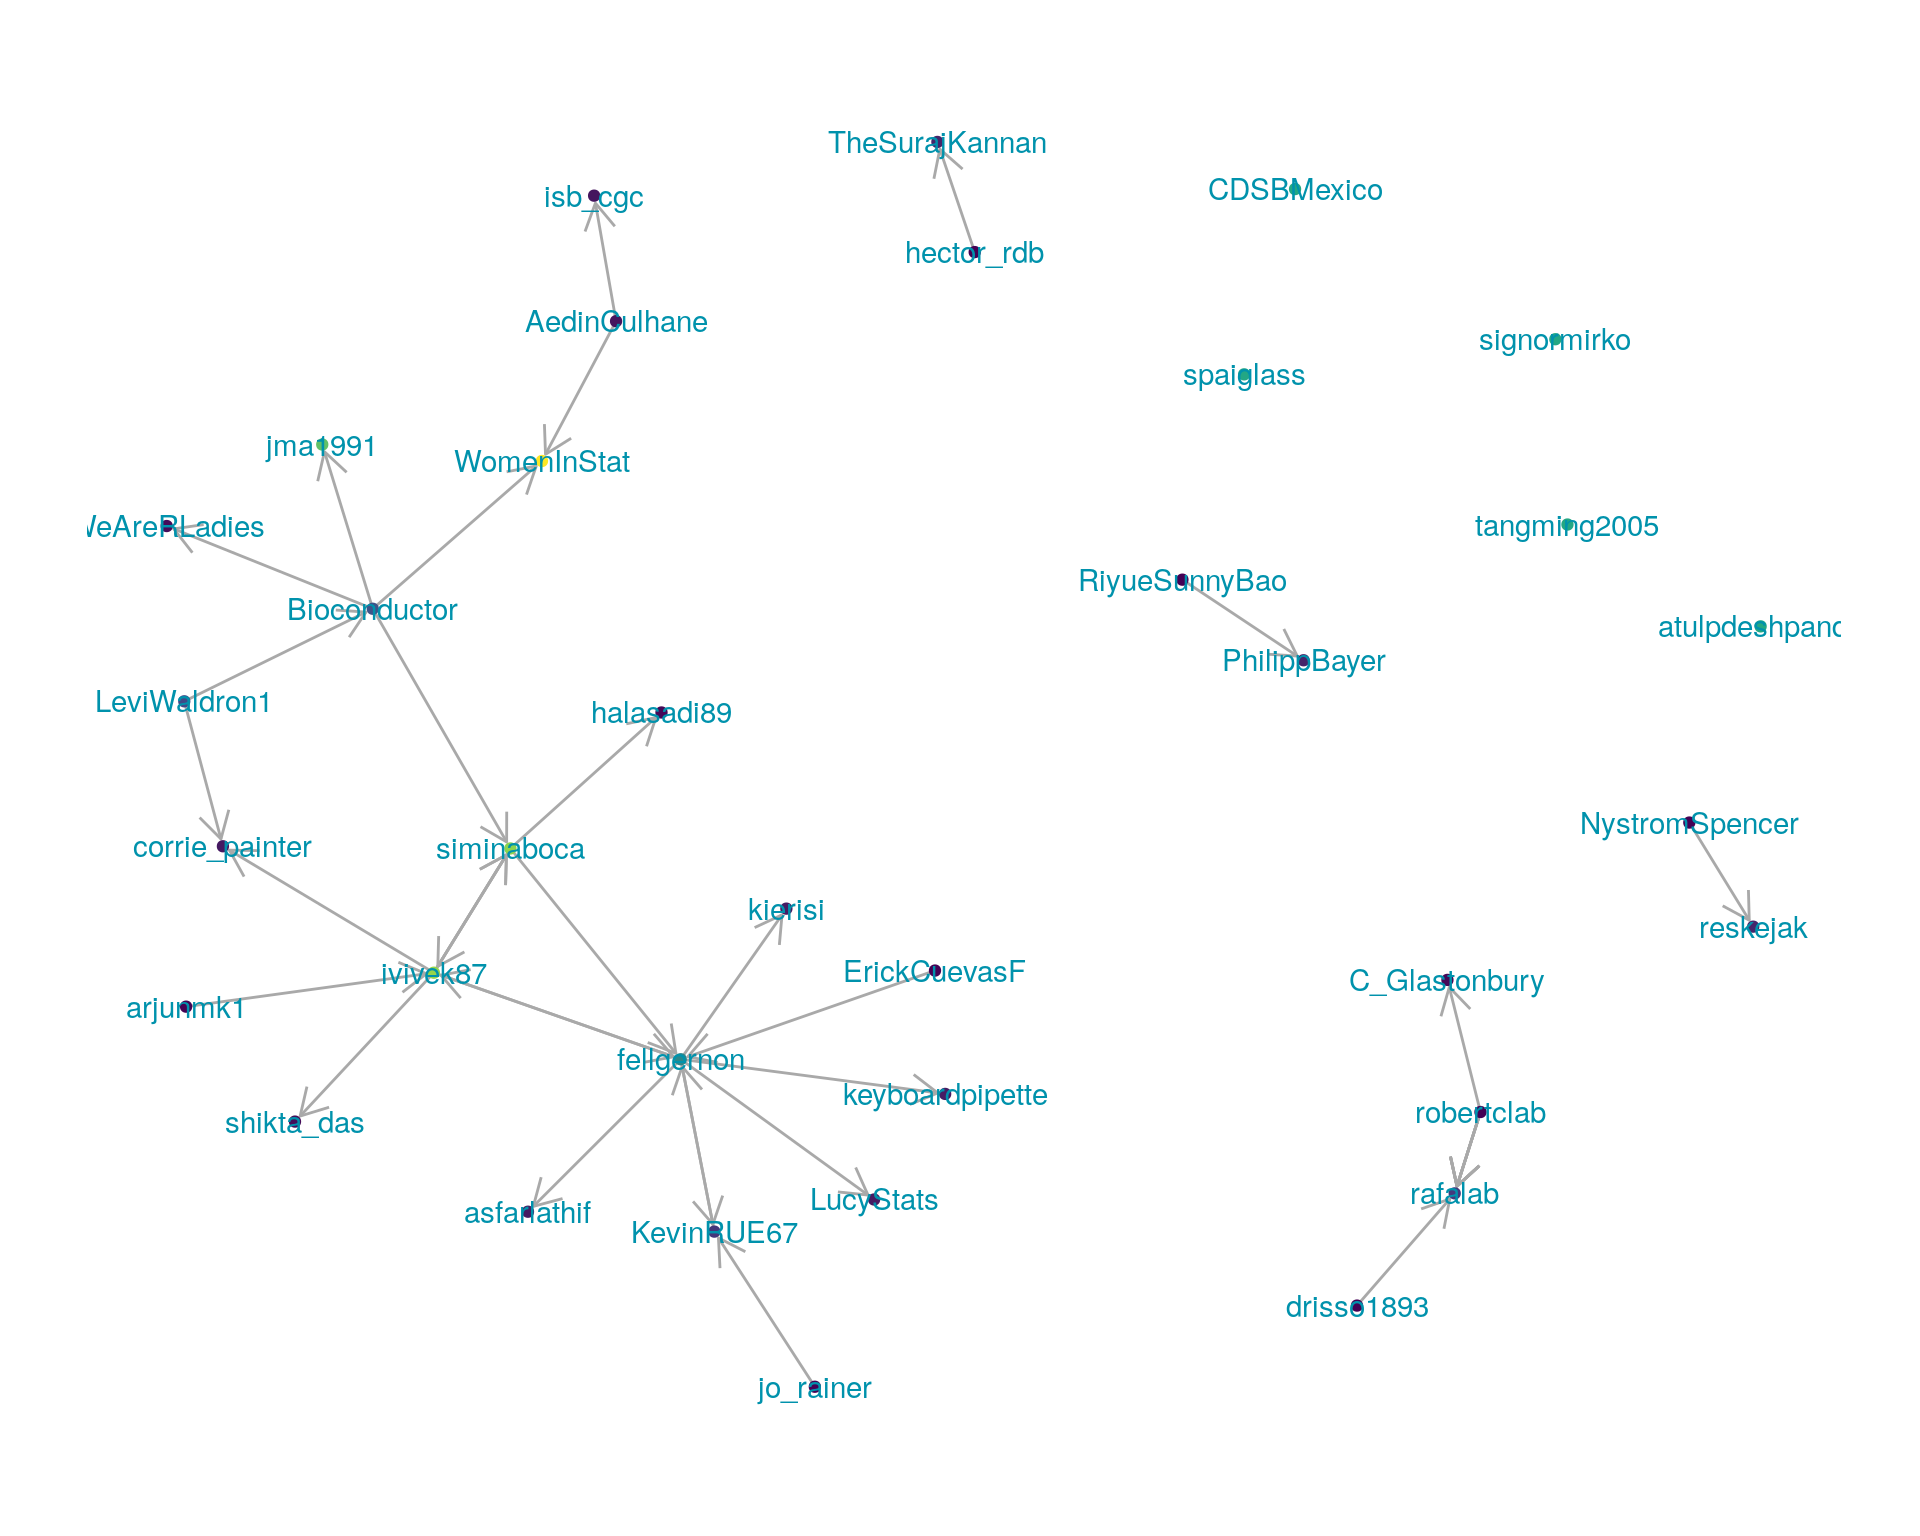 TheSurajKannan
CDSBMexico
isb_cgc
hector_rdb
AedinCulhane
signormirko
spaiglass
jma1991
WomenInStat
WeAreRLadies
tangming2005
RiyueSunnyBao
Bioconductor
atulpdeshpand
PhilippBayer
LeviWaldron1
halasadi89
NystromSpencer
corrie_painter
siminaboca
kierisi
reskejak
ivivek87
ErickCuevasF
C_Glastonbury
arjunmk1
fellgernon
keyboardpipette
robertclab
shikta_das
rafalab
LucyStats
asfarlathif
KevinRUE67
drisso1893
jo_rainer